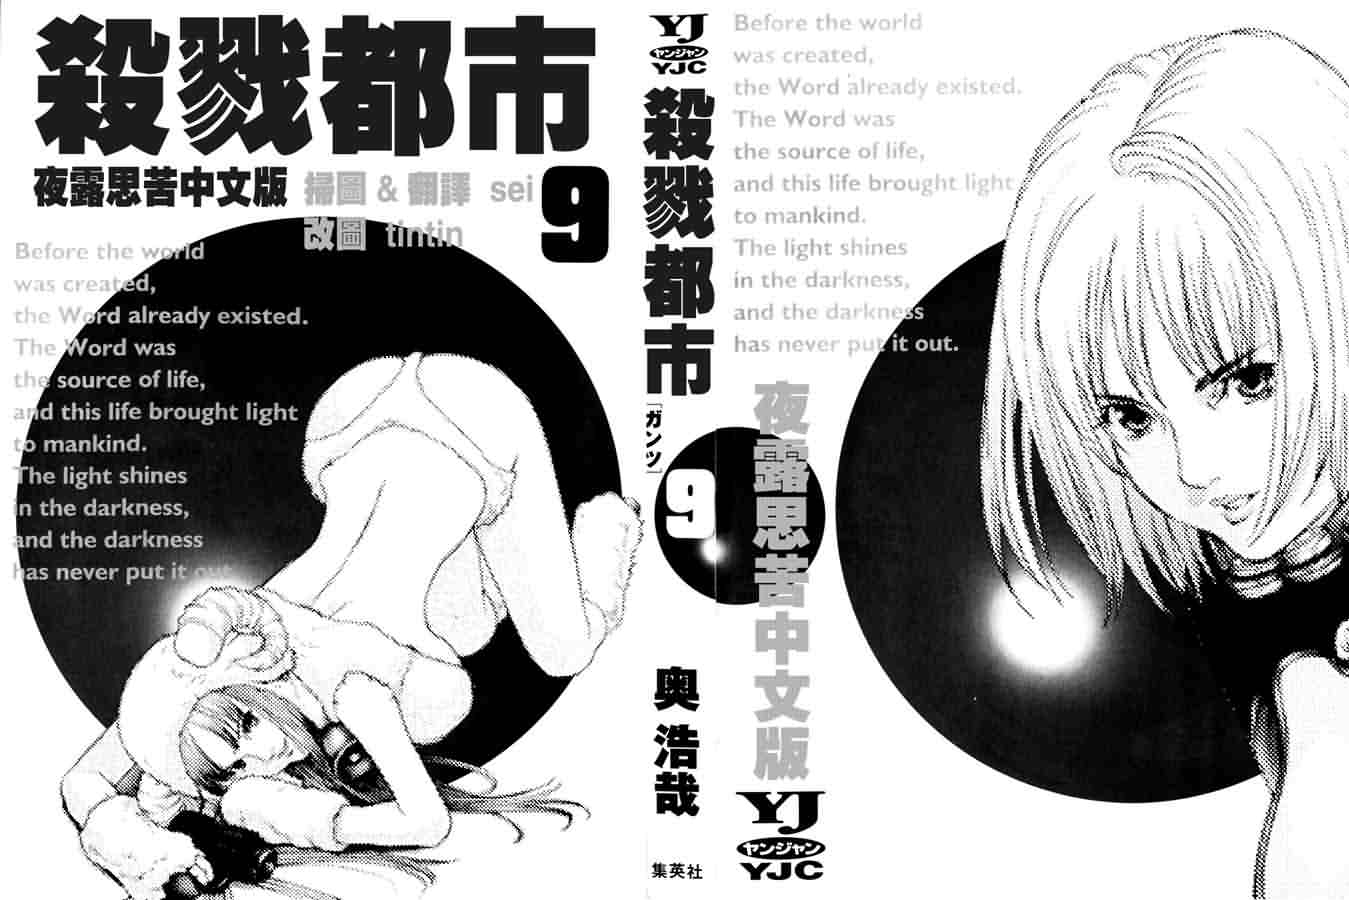 殺戮都市
夜露思苦中文版
掃圖 & 翻譯 sei
改圖 tintin
9
Before the world
was created,
the Word already existed.
The Word was
the source of life,
and this life brought light
to mankind.
The light shines
in the darkness,
and the darkness
has never put it out.
YJ
ヤンジャン
YJC
殺戮都市
「ガンツ」
9
奥浩哉
集英社
Before the world
was created,
the Word already existed.
The Word was
the source of life,
and this life brought light
to mankind.
The light shines
in the darkness,
and the darkness
has never put it out.
夜露思苦中文版
YJ
ヤンジャン
YJC